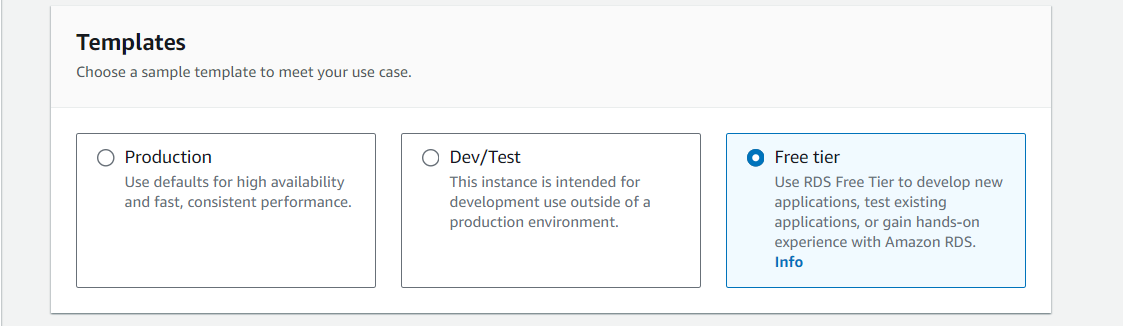 Templates
Choose a sample template to meet your use case.
Production
Use defaults for high availability
and fast, consistent performance.
Dev/Test
This instance is intended for
development use outside of a
production environment.
Free tier
Use RDS Free Tier to develop new
applications, test existing
applications, or gain hands-on
experience with Amazon RDS.
Info